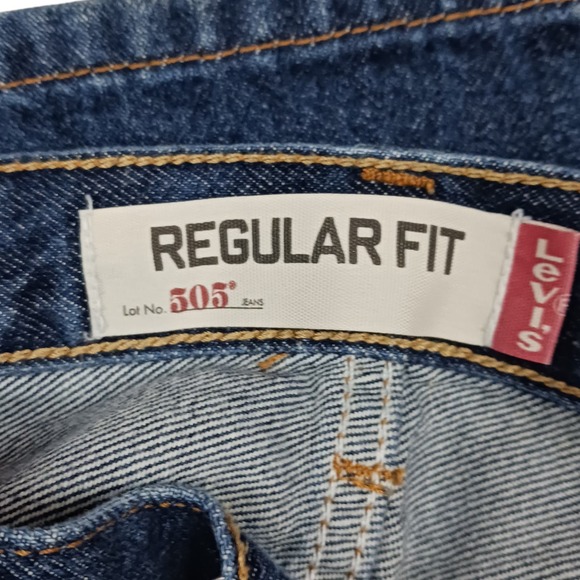 REGULAR FIT
Lot No. 505® JEANS
LeVI'S ®